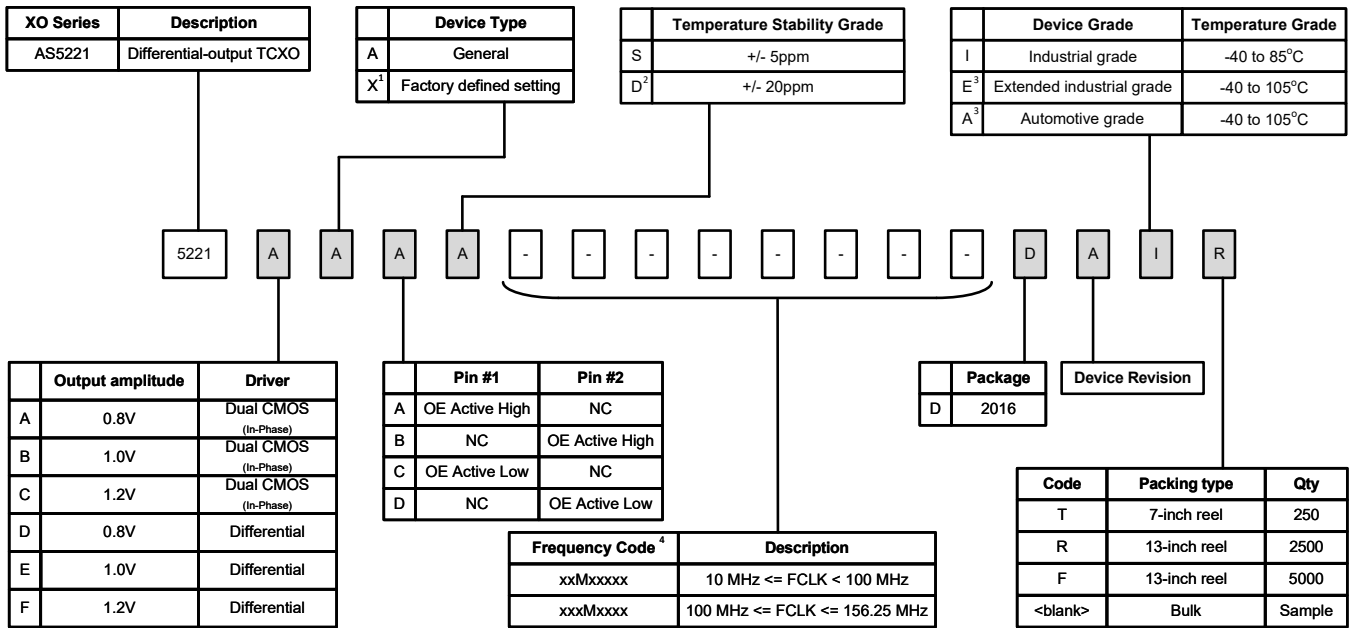 XO Series Description
AS5221 Differential-output TCXO
Device Type
A General
X1 Factory defined setting
Temperature Stability Grade
S +/- 5ppm
D2 +/- 20ppm
Device Grade Temperature Grade
I Industrial grade -40 to 85°C
E3 Extended industrial grade -40 to 105°C
A3 Automotive grade -40 to 105°C
5221 A A A A - - - - - - - - D A I R
Output amplitude Driver
A 0.8V Dual CMOS
(In-Phase)
B 1.0V Dual CMOS
(In-Phase)
C 1.2V Dual CMOS
(In-Phase)
D 0.8V Differential
E 1.0V Differential
F 1.2V Differential
Pin #1 Pin #2
A OE Active High NC
B NC OE Active High
C OE Active Low NC
D NC OE Active Low
Frequency Code 4 Description
xxMxxxxx 10 MHz <= FCLK < 100 MHz
xxxMxxxx 100 MHz <= FCLK <= 156.25 MHz
Package
D 2016
Device Revision
Code Packing type Qty
T 7-inch reel 250
R 13-inch reel 2500
F 13-inch reel 5000
<blank> Bulk Sample